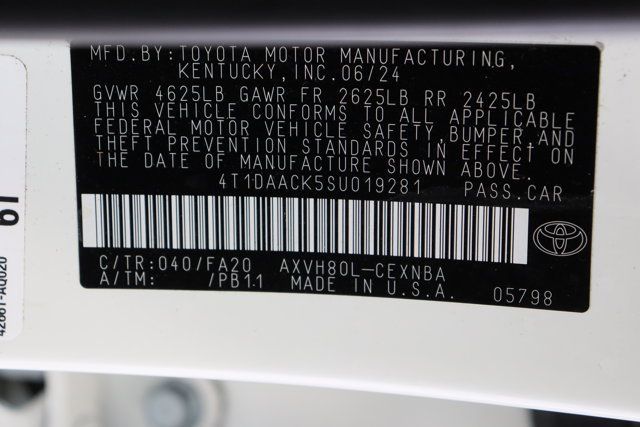 MFD. BY: TOYOTA MOTOR MANUFACTURING,
KENTUCKY, INC. 06/24
GVWR 4625LB GAWR FR 2625LB RR 2425LB
THIS VEHICLE CONFORMS TO ALL APPLICABLE
FEDERAL MOTOR VEHICLE SAFETY, BUMPER, AND
THEFT PREVENTION STANDARDS IN EFFECT
ON THE DATE OF MANUFACTURE SHOWN ABOVE.
4T1DAACK5SU019281 PASS. CAR
C/TR: 040/FA20 AXVH80L-CEXNBA
A/TM: /PB1.1 MADE IN U.S.A. 05798